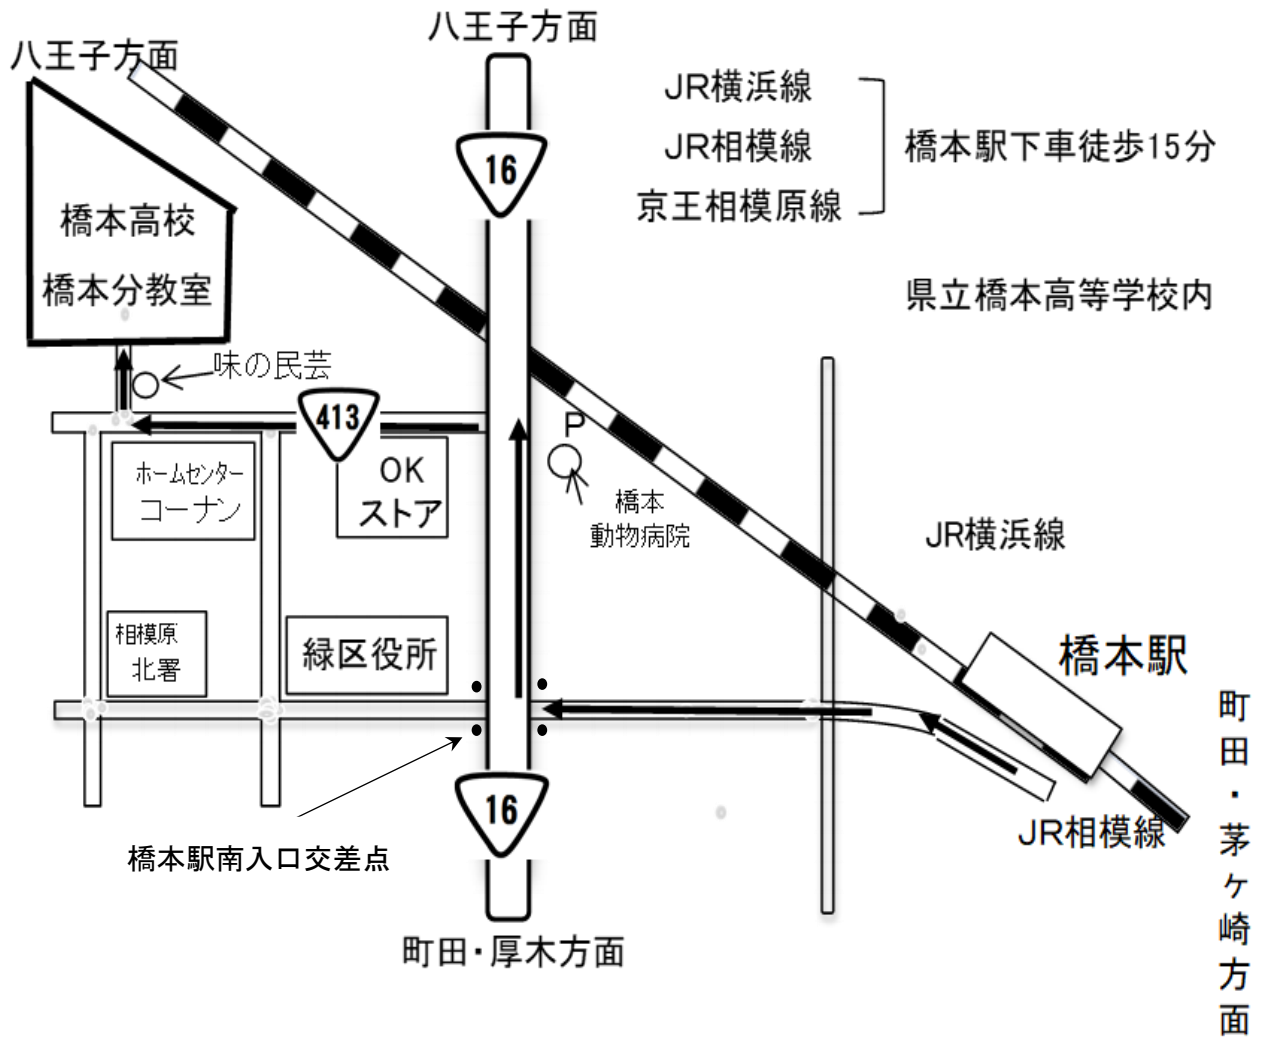 八王子方面
八王子方面
JR横浜線
JR相模線
京王相模原線
橋本駅下車徒歩15分
16
橋本高校
橋本分教室
県立橋本高等学校内
味の民芸
413
P
OK
ストア
ホームセンター
コーナン
橋本
動物病院
JR横浜線
相模原
北署
緑区役所
橋本駅
町田・茅ヶ崎方面
16
JR相模線
橋本駅南入口交差点
町田・厚木方面